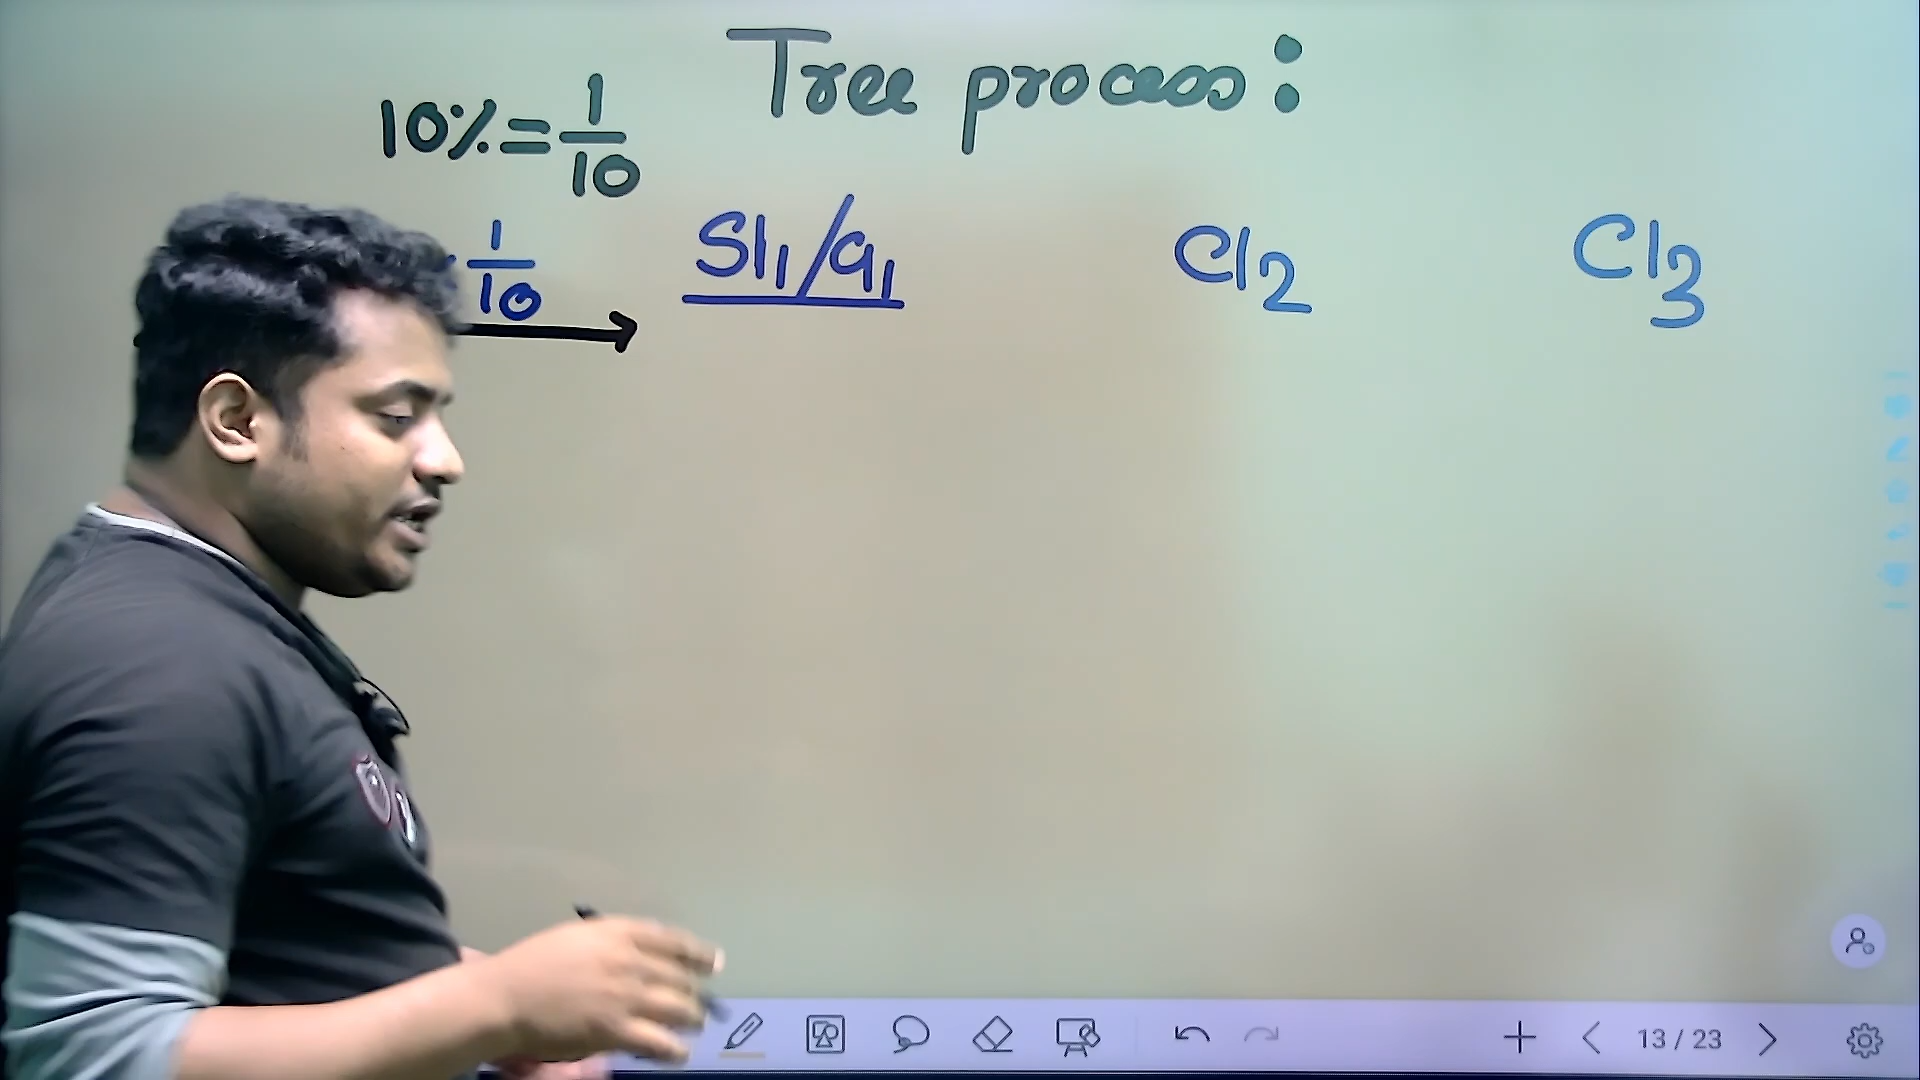 Tree process:
10% = 1/10
1/10 SI₁/CI₁ CI₂ CI₃
13 / 23